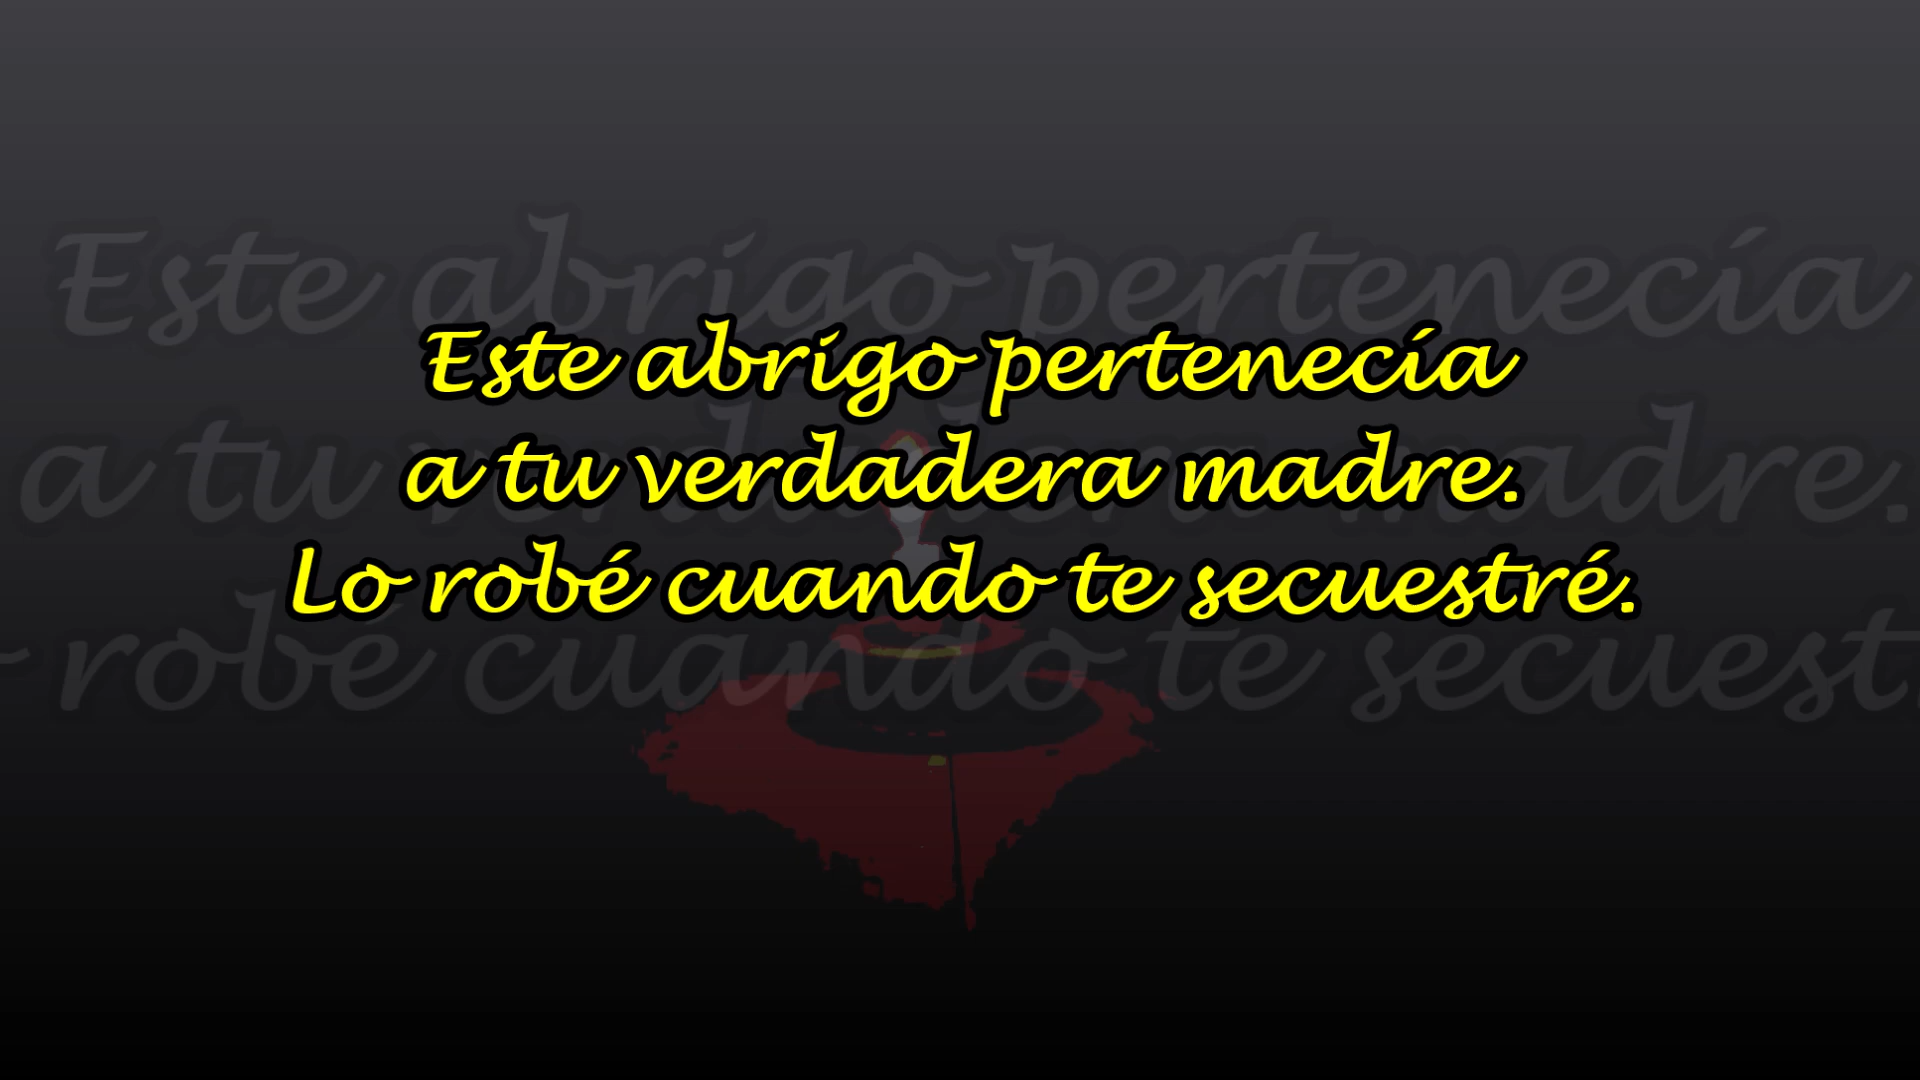 Este abrigo pertenecía
a tu verdadera madre.
Lo robé cuando te secuestré.